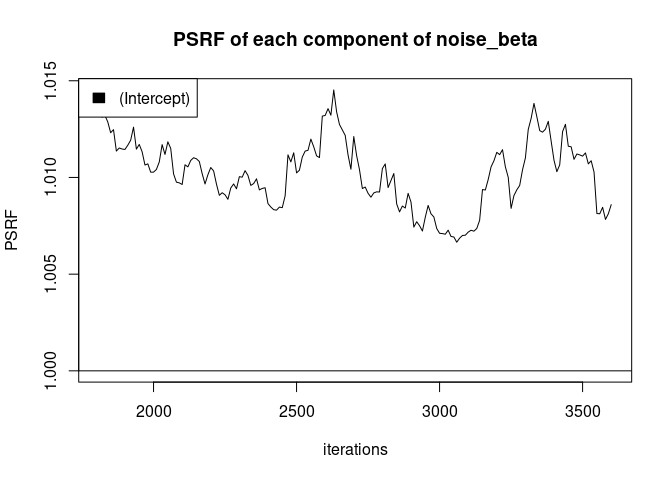 PSRF of each component of noise_beta
(Intercept)
1.015
1.010
1.005
1.000
PSRF
2000 2500 3000 3500
iterations